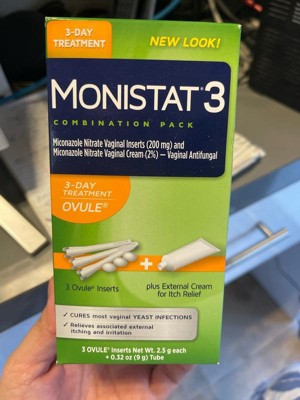 3-DAY
TREATMENT
NEW LOOK!
MONISTAT® 3
COMBINATION PACK
Miconazole Nitrate Vaginal Inserts (200 mg) and
Miconazole Nitrate Vaginal Cream (2%) — Vaginal Antifungal
3-DAY
TREATMENT
OVULE®
+
3 Ovule® Inserts
plus External Cream
for Itch Relief
✓ CURES most vaginal YEAST INFECTIONS
✓ Relieves associated external
itching and irritation
3 OVULE® Inserts Net Wt. 2.5 g each
+ 0.32 oz (9 g) Tube